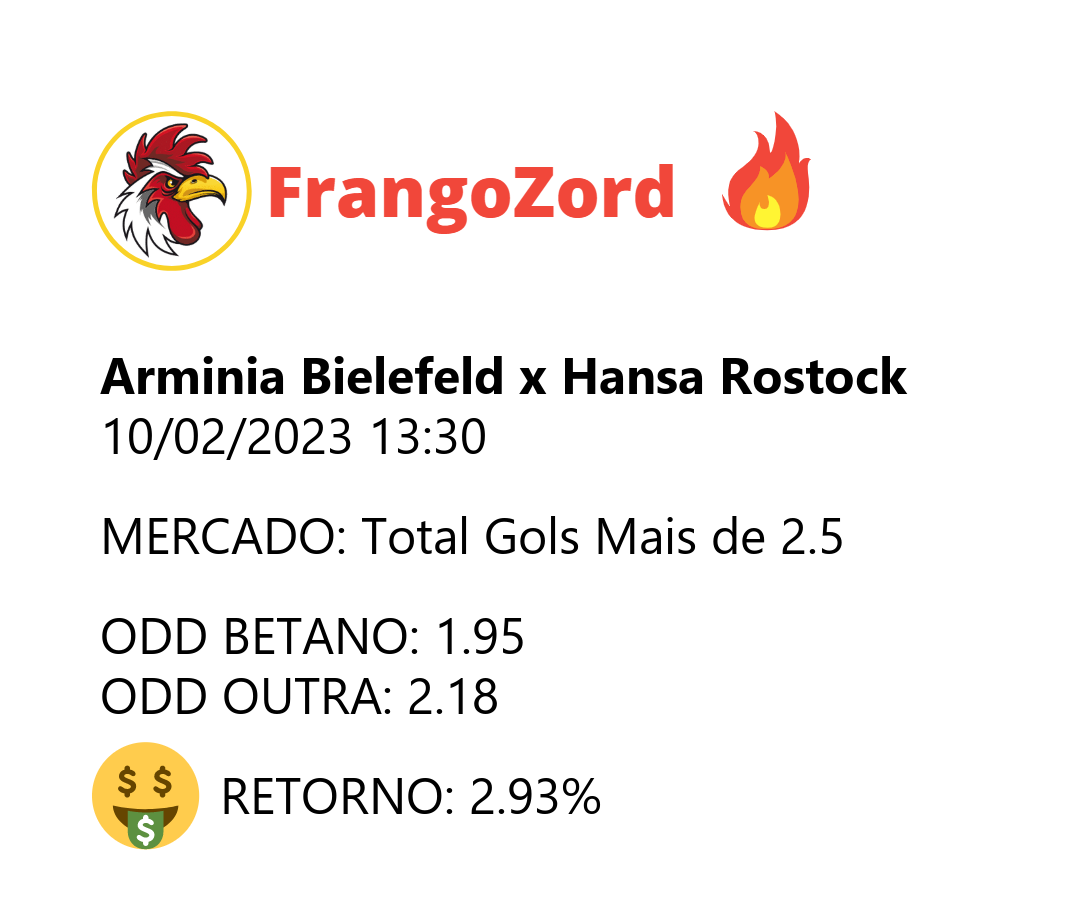 FrangoZord
Arminia Bielefeld x Hansa Rostock
10/02/2023 13:30
MERCADO: Total Gols Mais de 2.5
ODD BETANO: 1.95
ODD OUTRA: 2.18
RETORNO: 2.93%